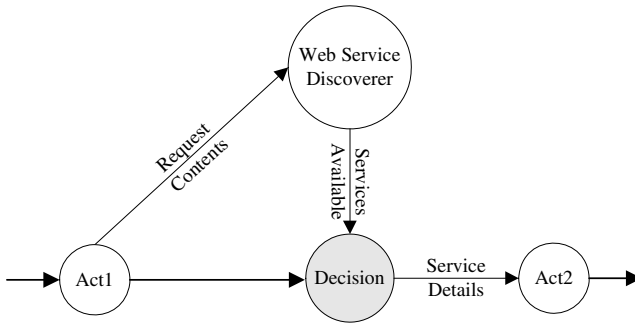 Web Service
Discoverer
Request
Contents
Services
Available
Act1
Decision
Service
Details
Act2